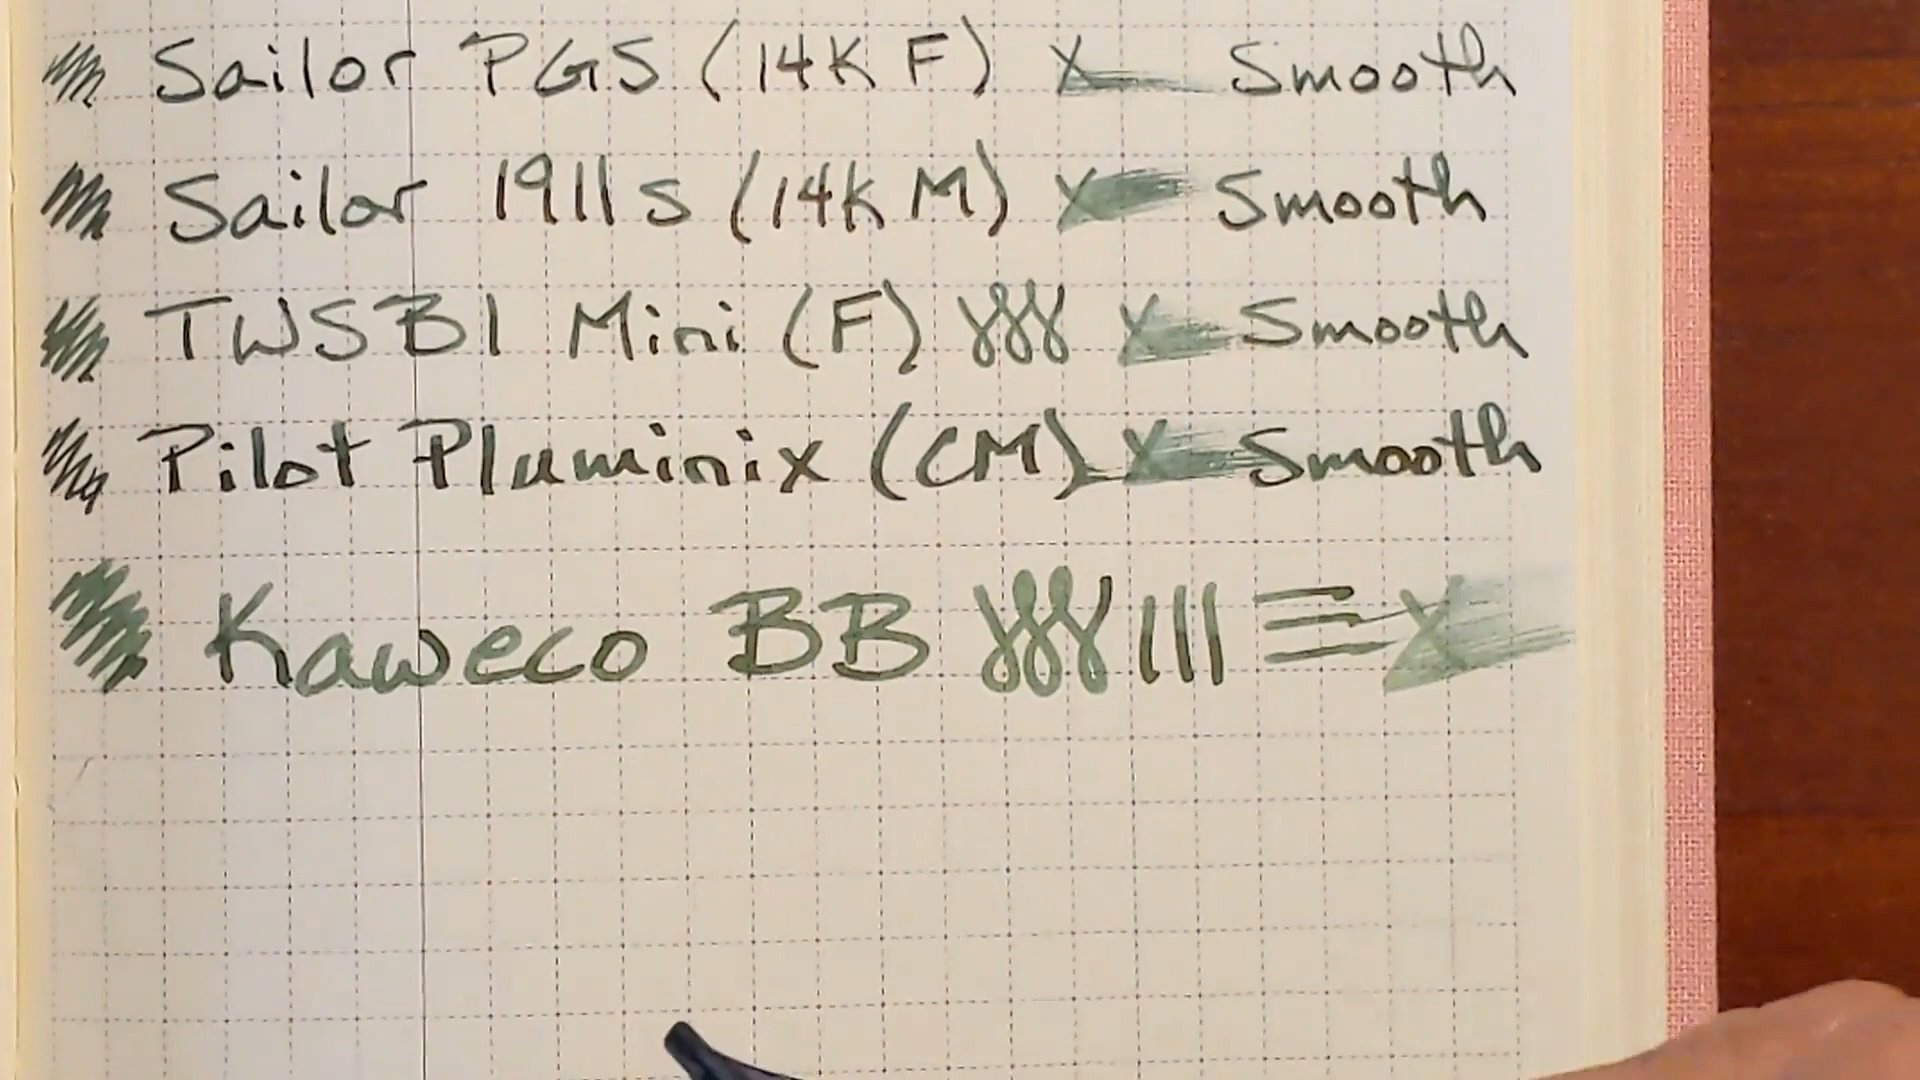 Sailor PGS (14K F) X Smooth
Sailor 1911s (14K M) X Smooth
TWSBI Mini (F) X Smooth
Pilot Pluminix (CM) X Smooth
Kaweco BB X